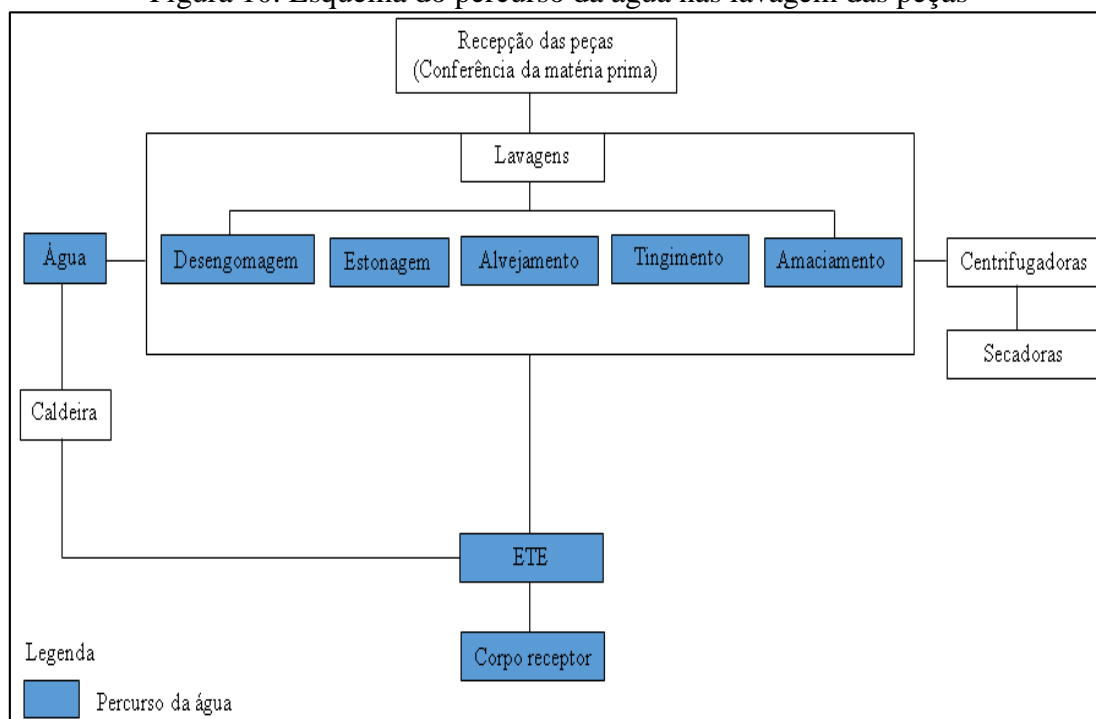 Figura 10: Esquema do percurso da água nas lavagem das peças
Recepção das peças
(Conferência da matéria prima)
Lavagens
Água
Desengomagem
Estonagem
Alvejamento
Tingimento
Amaciamento
Centrifugadoras
Secadoras
Caldeira
ETE
Corpo receptor
Legenda
Percurso da água